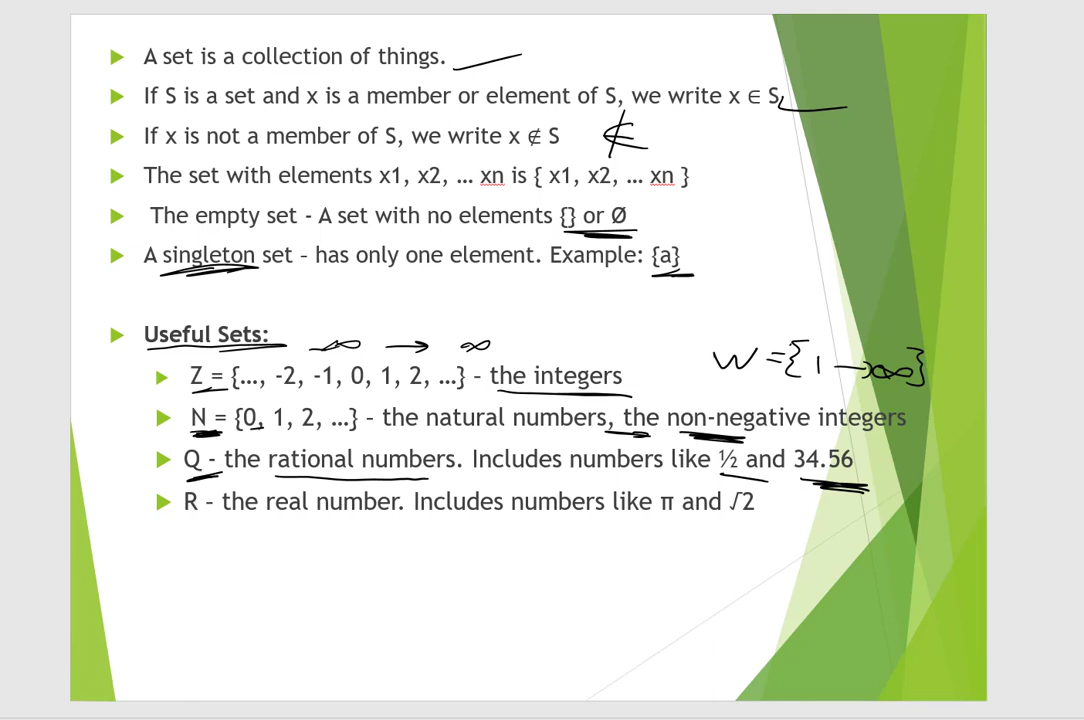 A set is a collection of things.
If S is a set and x is a member or element of S, we write x ∈ S
If x is not a member of S, we write x ∉ S ∉
The set with elements x1, x2, ... xn is { x1, x2, ... xn }
The empty set - A set with no elements {} or Ø
A singleton set – has only one element. Example: {a}
Useful Sets:
-∞ → ∞
W = { 1 → ∞ }
Z = {..., -2, -1, 0, 1, 2, ...} – the integers
N = {0, 1, 2, ...} – the natural numbers, the non-negative integers
Q - the rational numbers. Includes numbers like ½ and 34.56
R – the real number. Includes numbers like π and √2